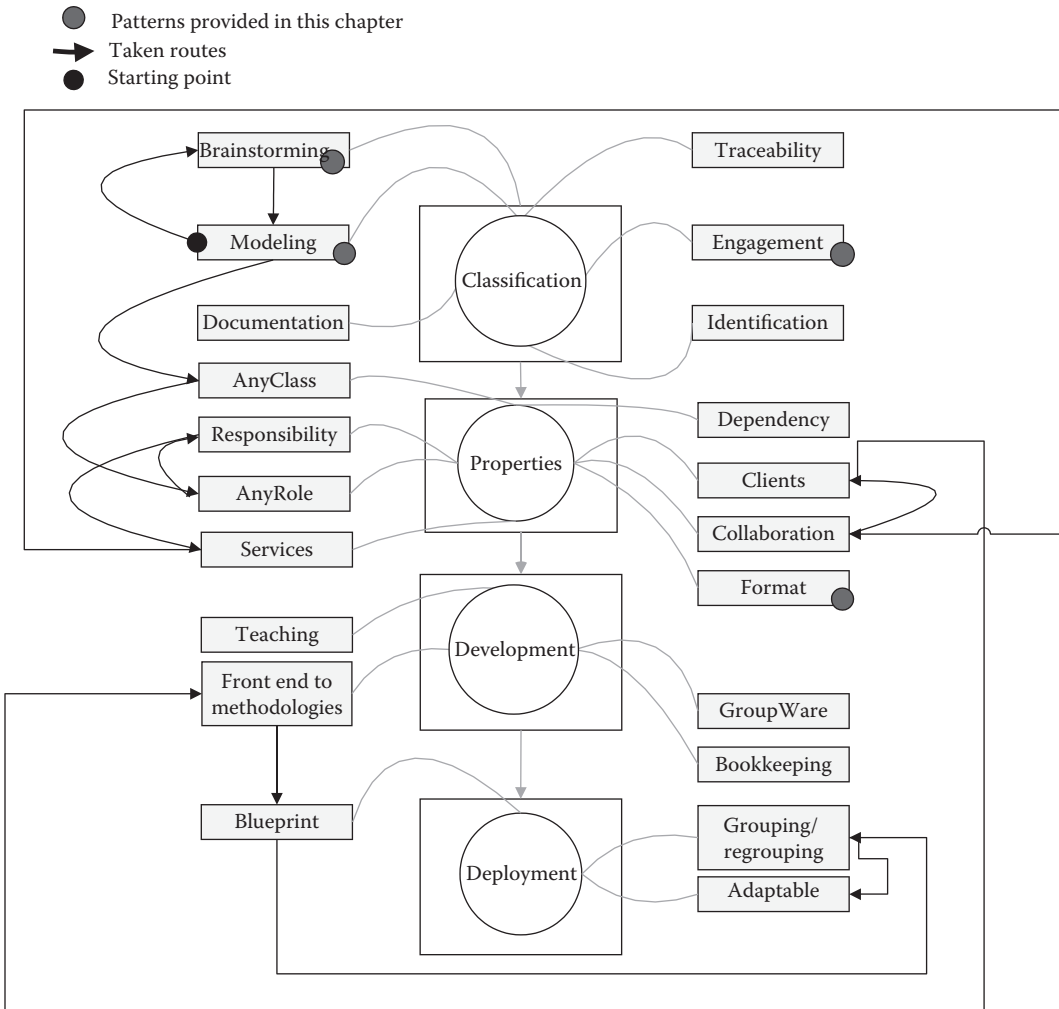 Patterns provided in this chapter
Taken routes
Starting point
Brainstorming
Traceability
Modeling
Engagement
Classification
Documentation
Identification
AnyClass
Dependency
Responsibility
Properties
Clients
AnyRole
Collaboration
Services
Format
Teaching
Development
Front end to
methodologies
GroupWare
Bookkeeping
Blueprint
Grouping/
regrouping
Deployment
Adaptable